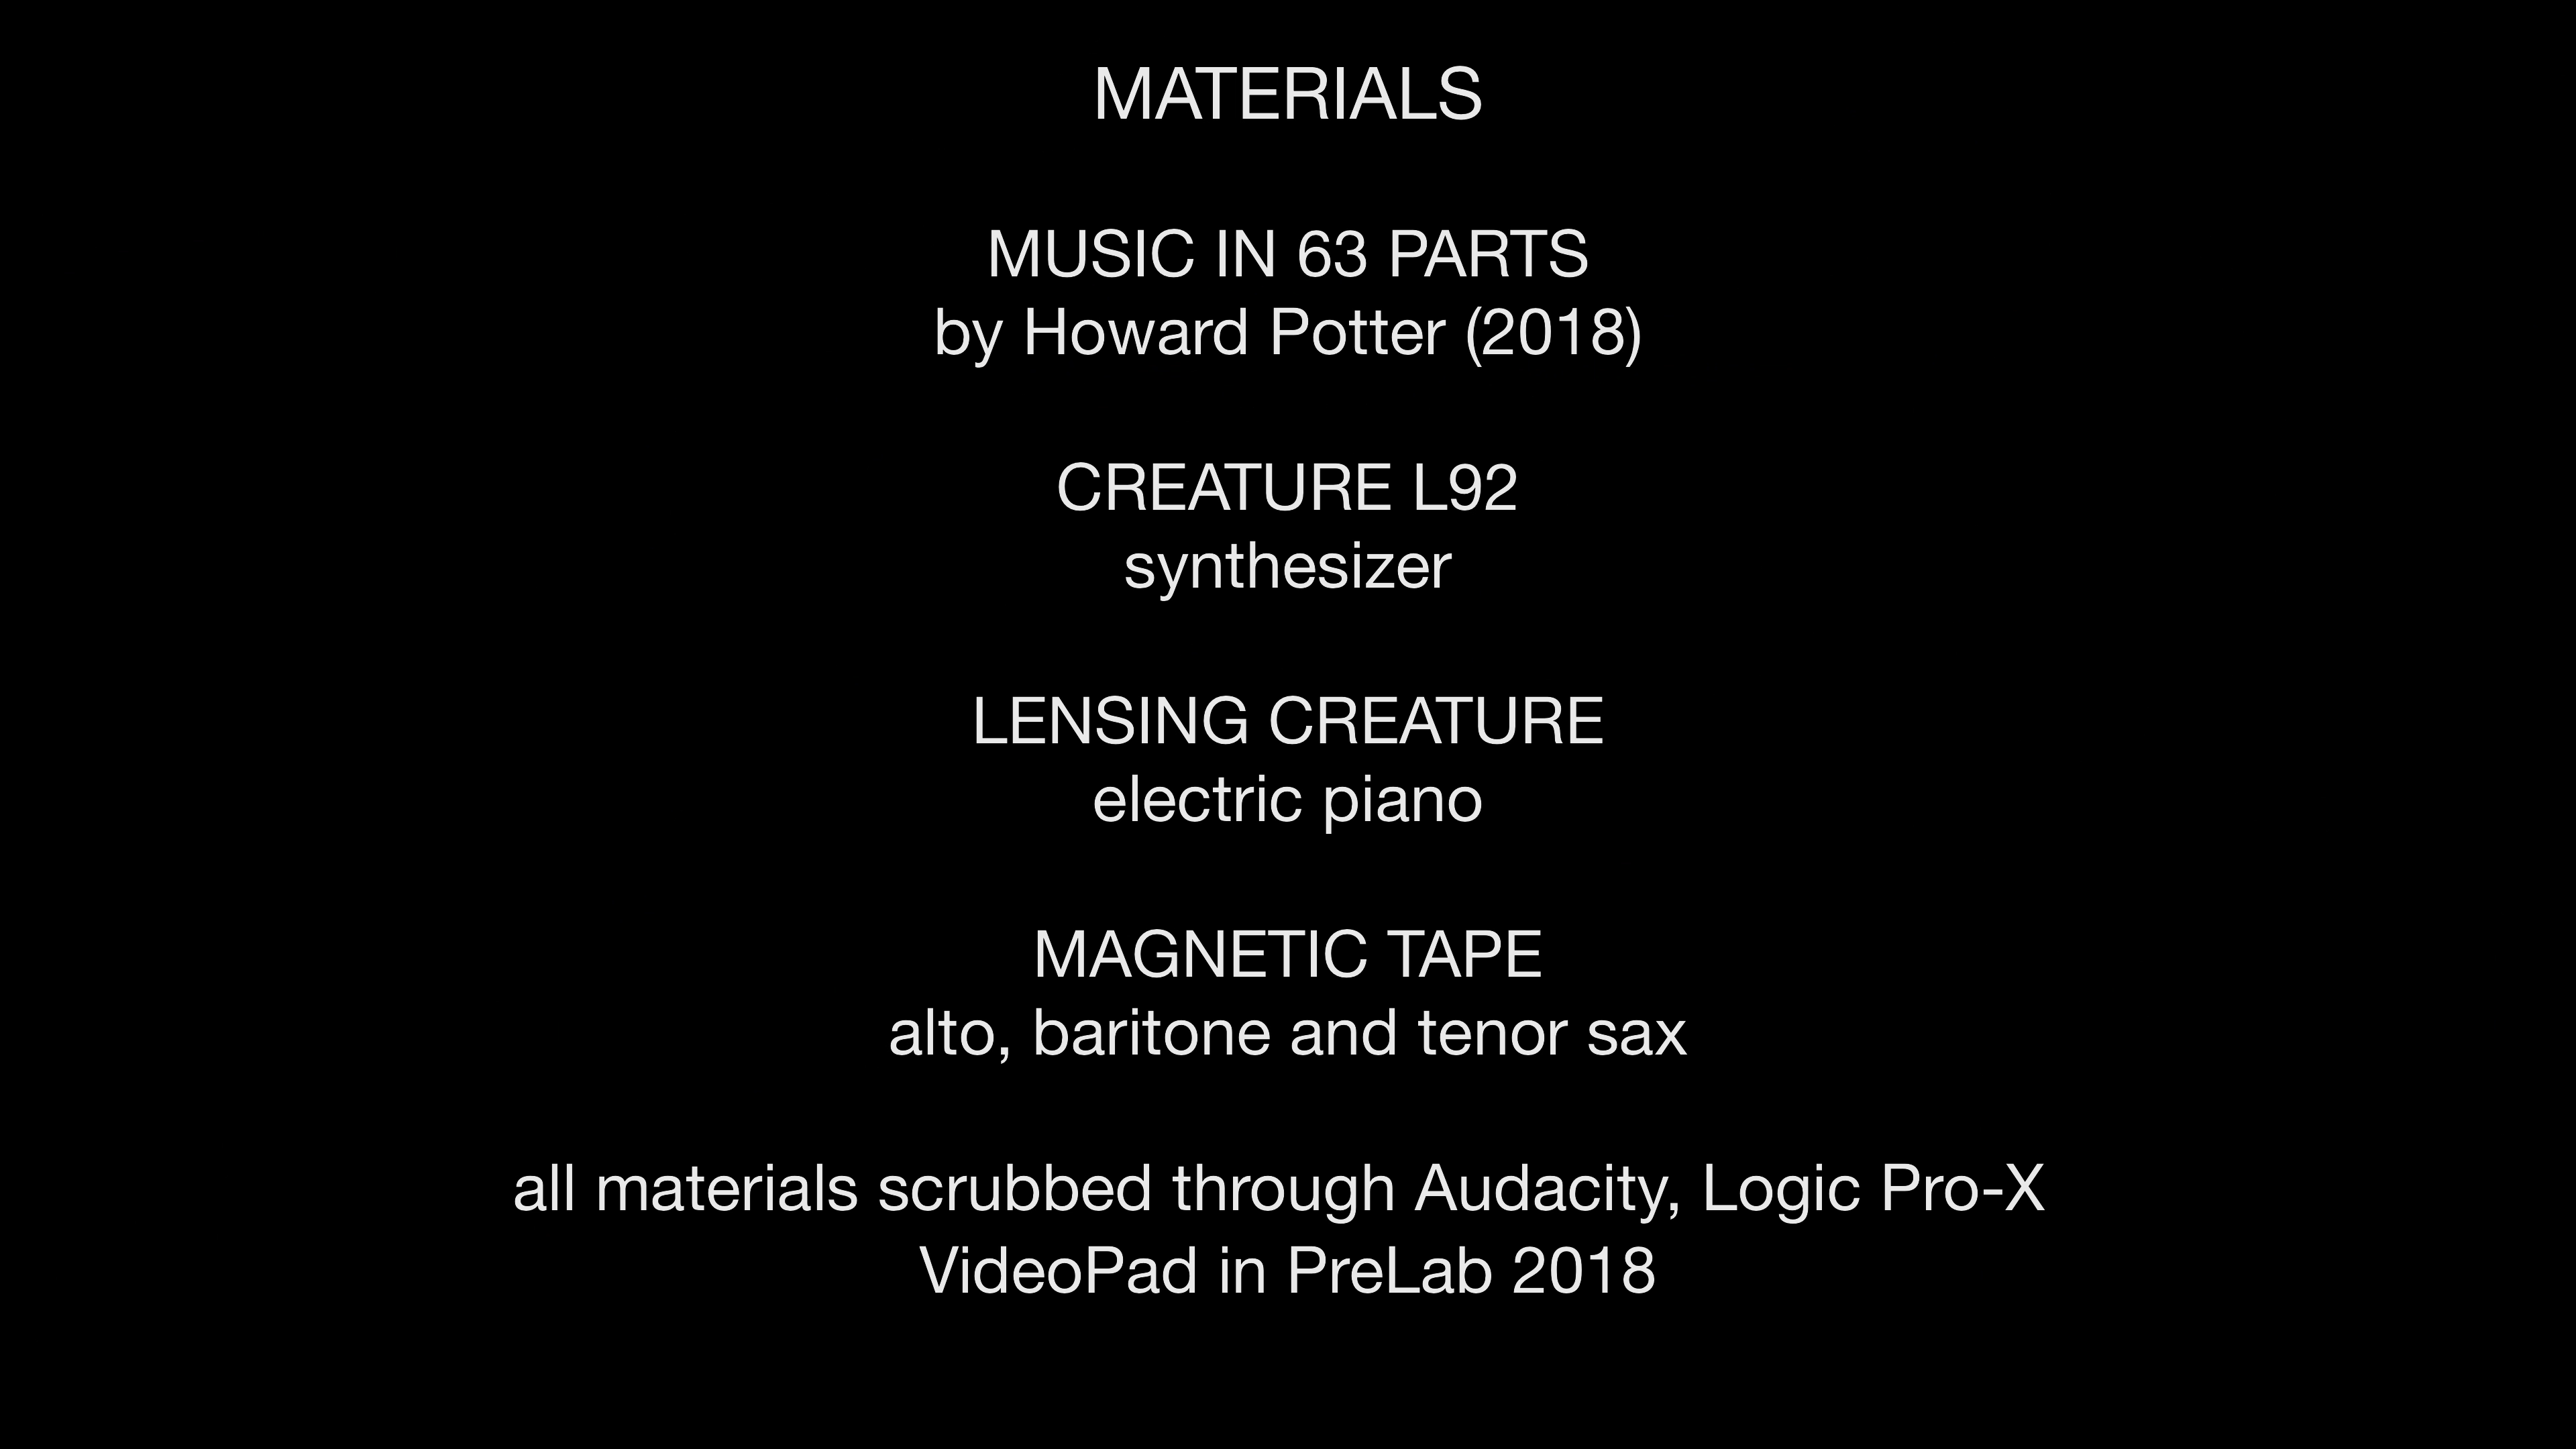 MATERIALS
MUSIC IN 63 PARTS
by Howard Potter (2018)
CREATURE L92
synthesizer
LENSING CREATURE
electric piano
MAGNETIC TAPE
alto, baritone and tenor sax
all materials scrubbed through Audacity, Logic Pro-X
VideoPad in PreLab 2018